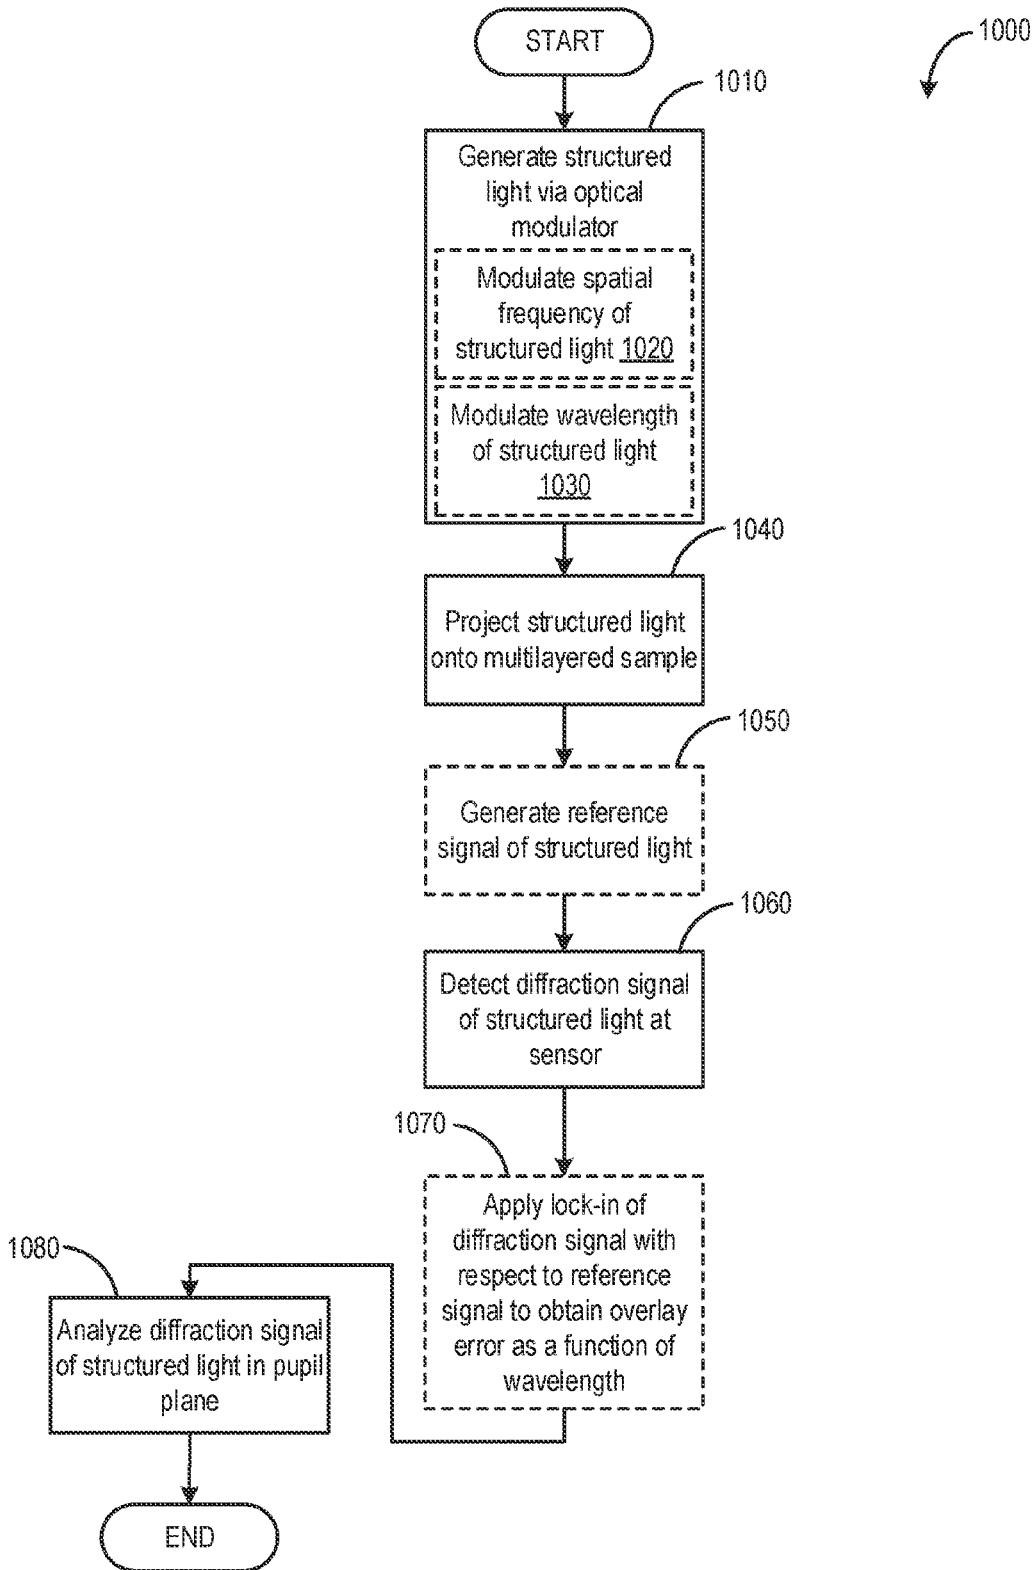 START
1000
1010
Generate structured
light via optical
modulator
Modulate spatial
frequency of
structured light 1020
Modulate wavelength
of structured light
1030
1040
Project structured light
onto multilayered sample
1050
Generate reference
signal of structured light
1060
Detect diffraction signal
of structured light at
sensor
1070
Apply lock-in of
diffraction signal with
respect to reference
signal to obtain overlay
error as a function of
wavelength
1080
Analyze diffraction signal
of structured light in pupil
plane
END